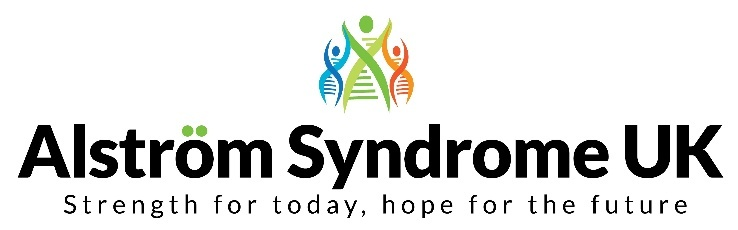 Alström Syndrome UK
Strength for today, hope for the future